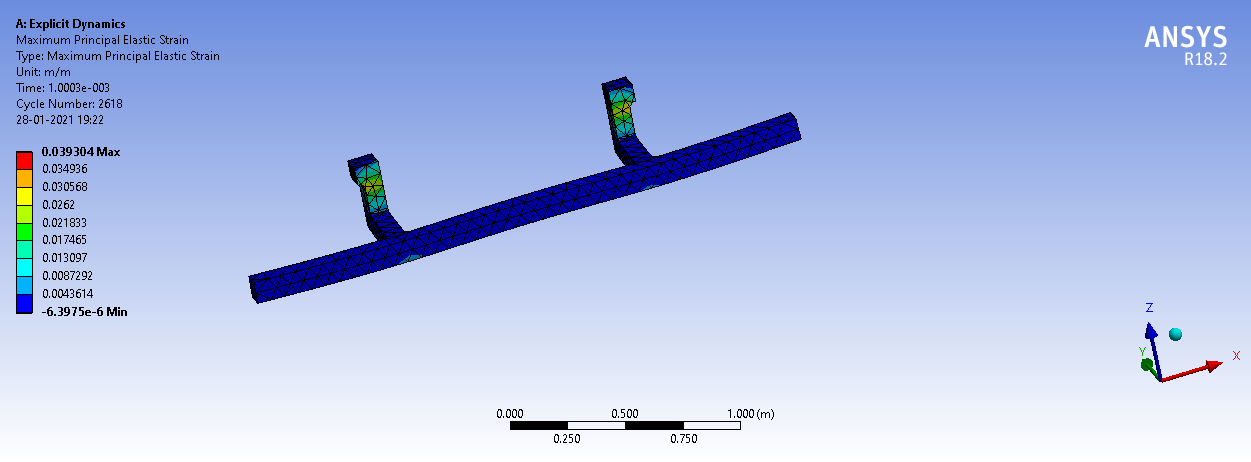 A: Explicit Dynamics
Maximum Principal Elastic Strain
Type: Maximum Principal Elastic Strain
Unit: m/m
Time: 1.0003e-003
Cycle Number: 2618
28-01-2021 19:22
0.039304 Max
0.034936
0.030568
0.0262
0.021833
0.017465
0.013097
0.0087292
0.0043614
-6.3975e-6 Min
ANSYS
R18.2
Z
Y
X
0.000 0.500 1.000 (m)
0.250 0.750